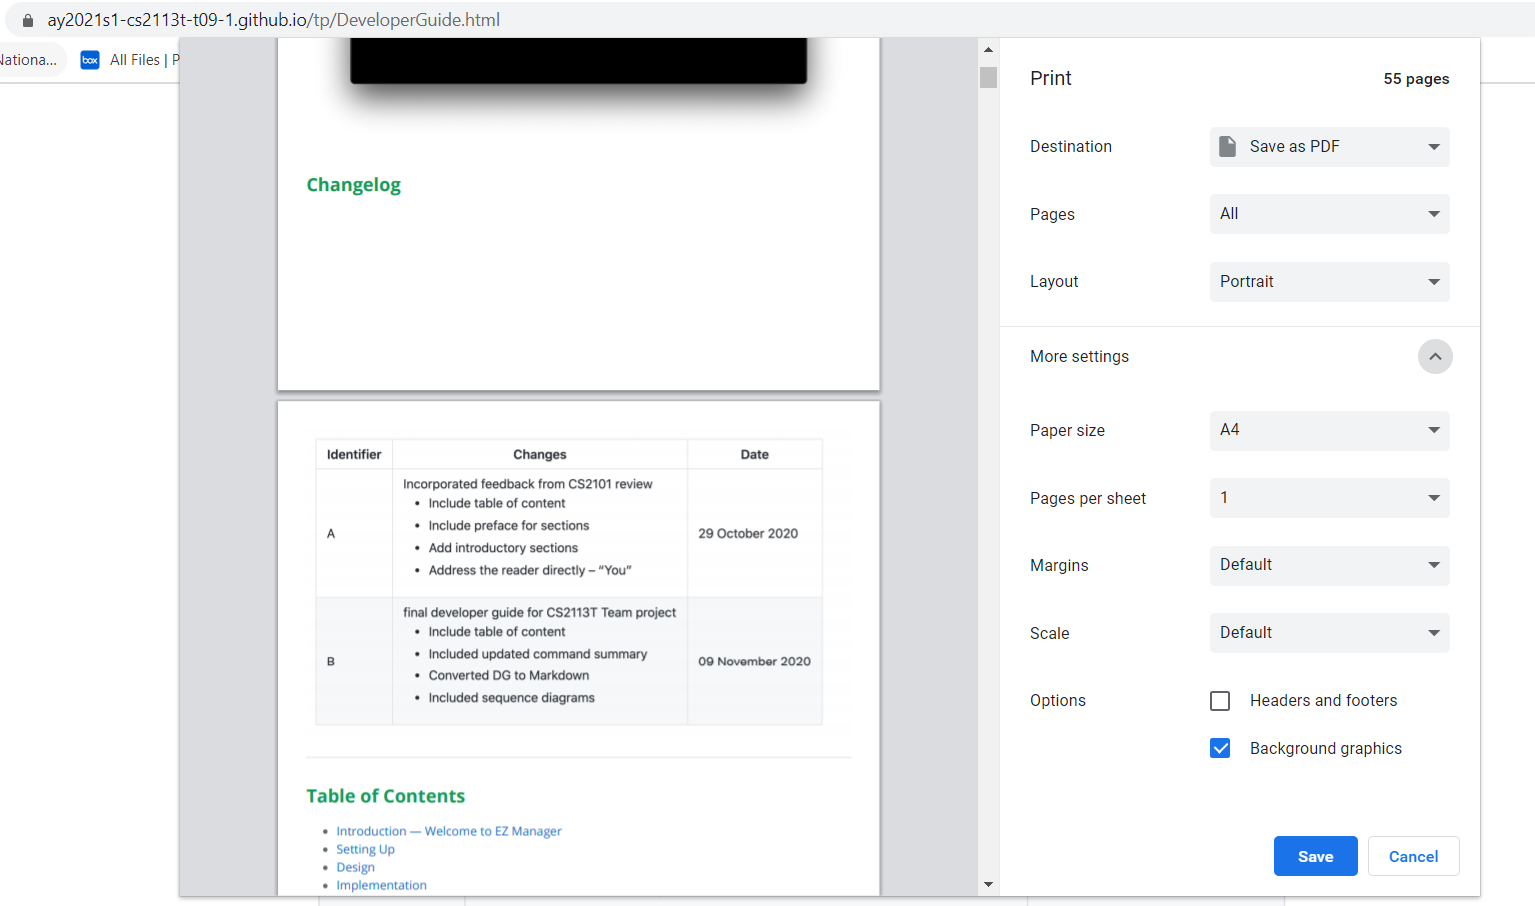 ay2021s1-cs2113t-t09-1.github.io/tp/DeveloperGuide.html
Nationa...
box All Files | P
Changelog
Identifier Changes Date
A
Incorporated feedback from CS2101 review
• Include table of content
• Include preface for sections
• Add introductory sections
• Address the reader directly – “You”
29 October 2020
B
final developer guide for CS2113T Team project
• Include table of content
• Included updated command summary
• Converted DG to Markdown
• Included sequence diagrams
09 November 2020
Table of Contents
• Introduction — Welcome to EZ Manager
• Setting Up
• Design
• Implementation
Print 55 pages
Destination Save as PDF
Pages All
Layout Portrait
More settings
Paper size A4
Pages per sheet 1
Margins Default
Scale Default
Options Headers and footers
Background graphics
Save Cancel